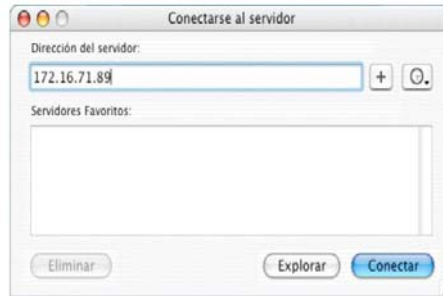 Conectarse al servidor
Dirección del servidor:
172.16.71.89
+
Servidores Favoritos:
Eliminar
Explorar
Conectar